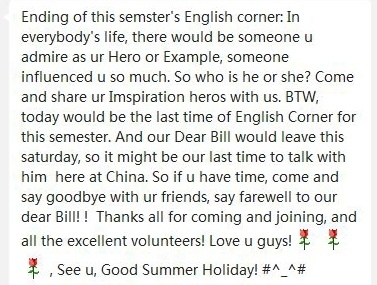 Ending of this semster's English corner: In
everybody's life, there would be someone u
admire as ur Hero or Example, someone
influenced u so much. So who is he or she? Come
and share ur Imspiration heros with us. BTW,
today would be the last time of English Corner for
this semester. And our Dear Bill would leave this
saturday, so it might be our last time to talk with
him  here at China. So if u have time, come and
say goodbye with ur friends, say farewell to our
dear Bill! !  Thanks all for coming and joining, and
all the excellent volunteers! Love u guys! 🌹 🌹
🌹 , See u, Good Summer Holiday! #^_^#